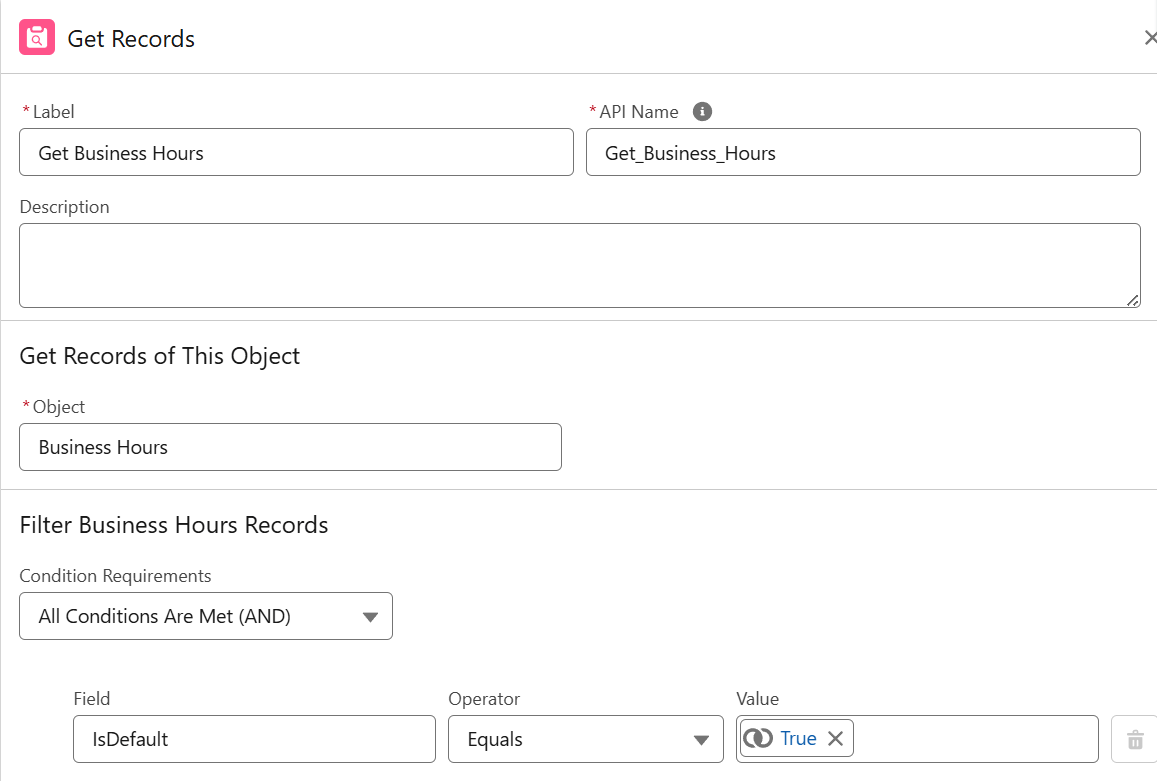 Get Records
* Label
* API Name
Get Business Hours
Get_Business_Hours
Description
Get Records of This Object
* Object
Business Hours
Filter Business Hours Records
Condition Requirements
All Conditions Are Met (AND)
Field Operator Value
IsDefault Equals True